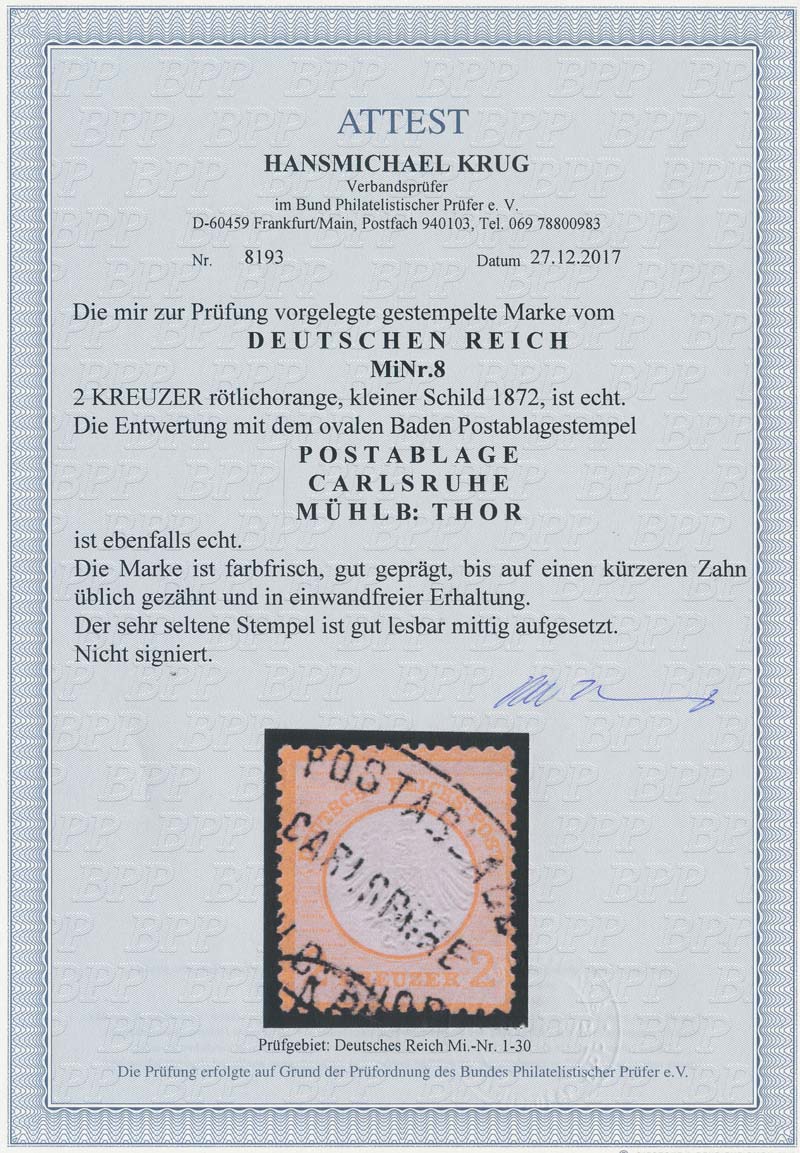 ATTEST
HANSMICHAEL KRUG
Verbandsprüfer
im Bund Philatelistischer Prüfer e. V.
D-60459 Frankfurt/Main, Postfach 940103, Tel. 069 78800983
Nr. 8193 Datum 27.12.2017
Die mir zur Prüfung vorgelegte gestempelte Marke vom
DEUTSCHEN REICH
MiNr.8
2 KREUZER rötlichorange, kleiner Schild 1872, ist echt.
Die Entwertung mit dem ovalen Baden Postablagestempel
POSTABLAGE
CARLSRUHE
MÜHLB: THOR
ist ebenfalls echt.
Die Marke ist farbfrisch, gut geprägt, bis auf einen kürzeren Zahn
üblich gezähnt und in einwandfreier Erhaltung.
Der sehr seltene Stempel ist gut lesbar mittig aufgesetzt.
Nicht signiert.
POSTABLAGE
CARLSRUHE
KREUZER 2
Prüfgebiet: Deutsches Reich Mi.-Nr. 1-30
Die Prüfung erfolgte auf Grund der Prüfordnung des Bundes Philatelistischer Prüfer e.V.